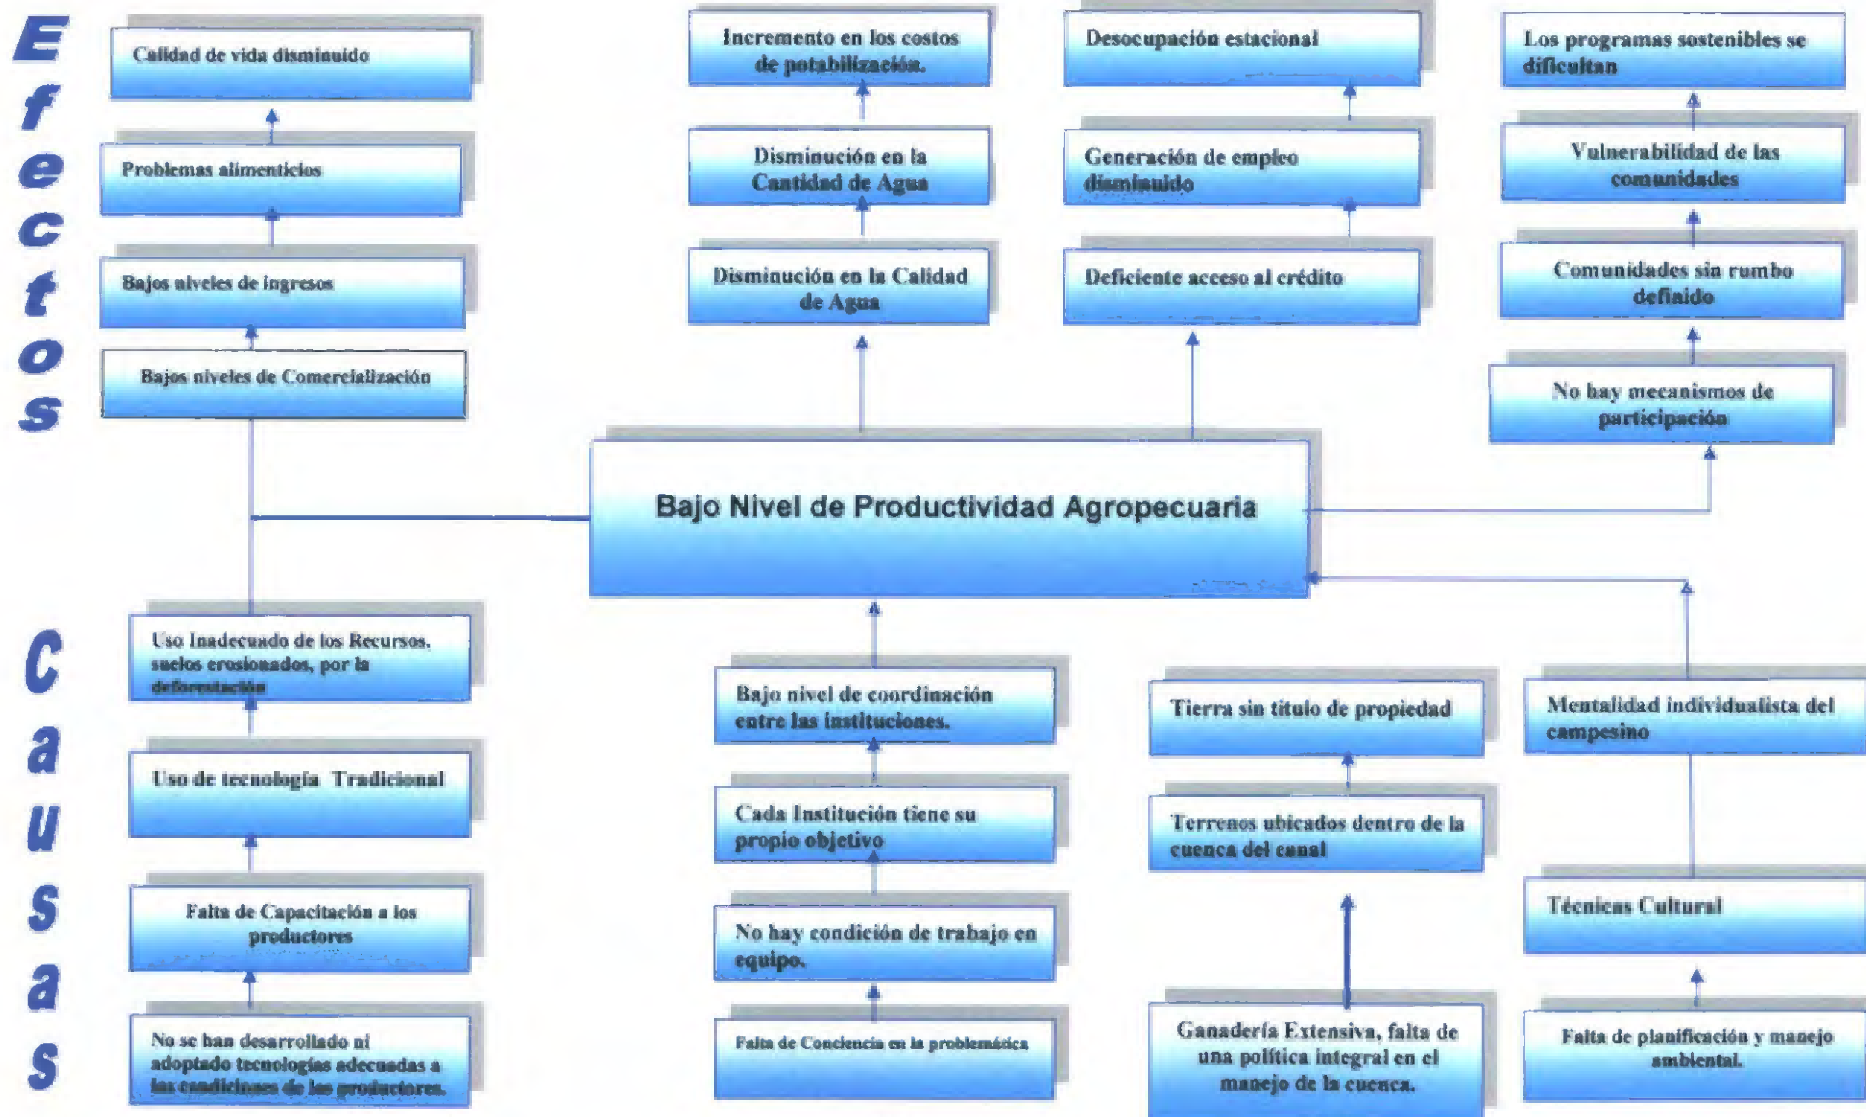 Efectos
Calidad de vida disminuido
Problemas alimenticios
Bajos niveles de ingresos
Bajos niveles de Comercialización
Incremento en los costos
de potabilización.
Disminución en la
Cantidad de Agua
Disminución en la Calidad
de Agua
Desocupación estacional
Generación de empleo
disminuido
Deficiente acceso al crédito
Los programas sostenibles se
dificultan
Vulnerabilidad de las
comunidades
Comunidades sin rumbo
definido
No hay mecanismos de
participación
Bajo Nivel de Productividad Agropecuaria
Causas
Uso Inadecuado de los Recursos,
suelos erosionados, por la
deforestación
Uso de tecnología Tradicional
Falta de Capacitación a los
productores
No se han desarrollado ni
adoptado tecnologías adecuadas a
las condiciones de los productores.
Bajo nivel de coordinación
entre las instituciones.
Cada Institución tiene su
propio objetivo
No hay condición de trabajo en
equipo.
Falta de Conciencia en la problemática
Tierra sin titulo de propiedad
Terrenos ubicados dentro de la
cuenca del canal
Ganadería Extensiva, falta de
una política integral en el
manejo de la cuenca.
Mentalidad individualista del
campesino
Técnicas Cultural
Falta de planificación y manejo
ambiental.